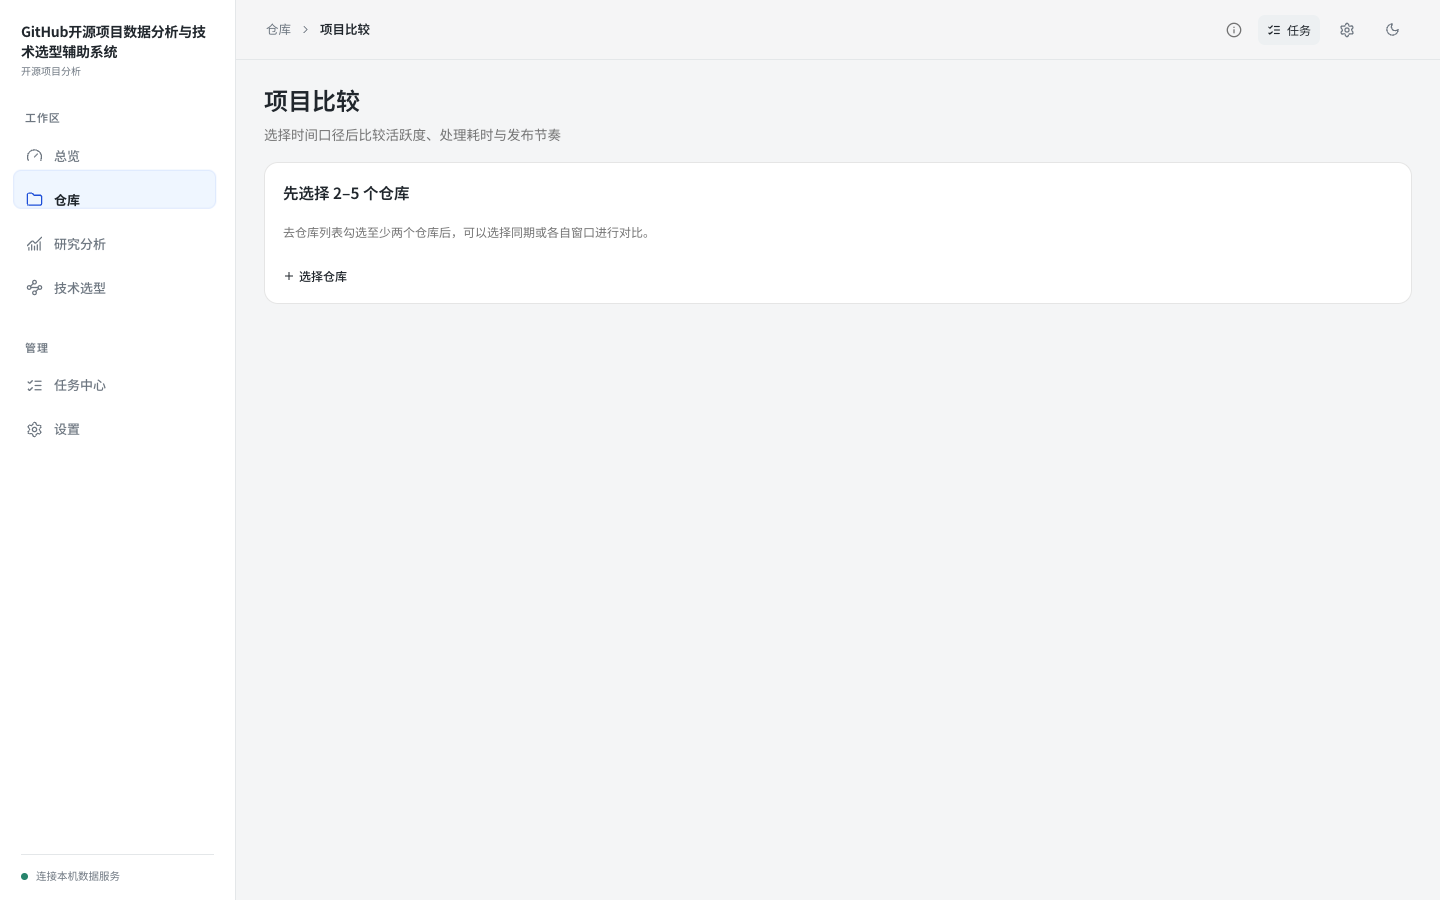 GitHub开源项目数据分析与技
术选型辅助系统
开源项目分析
工作区
总览
仓库
研究分析
技术选型
管理
任务中心
设置
连接本机数据服务
仓库 > 项目比较
任务
项目比较
选择时间口径后比较活跃度、处理耗时与发布节奏
先选择 2–5 个仓库
去仓库列表勾选至少两个仓库后，可以选择同期或各自窗口进行对比。
+ 选择仓库